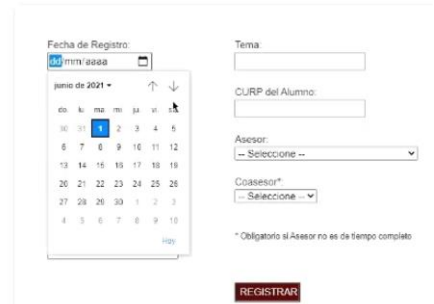 Fecha de Registro:
dd/mm/aaaa
junio de 2021
do. lu. ma. mi. ju. vi.
30 31 1 2 3 4 5
6 7 8 9 10 11 12
13 14 15 16 17 18 19
20 21 22 23 24 25 26
27 28 29 30 1 2 3
4 5 6 7 8 9 10
Hoy
Tema:
CURP del Alumno:
Asesor:
-- Seleccione --
Coasesor*:
-- Seleccione --
* Obligatorio si Asesor no es de tiempo completo
REGISTRAR